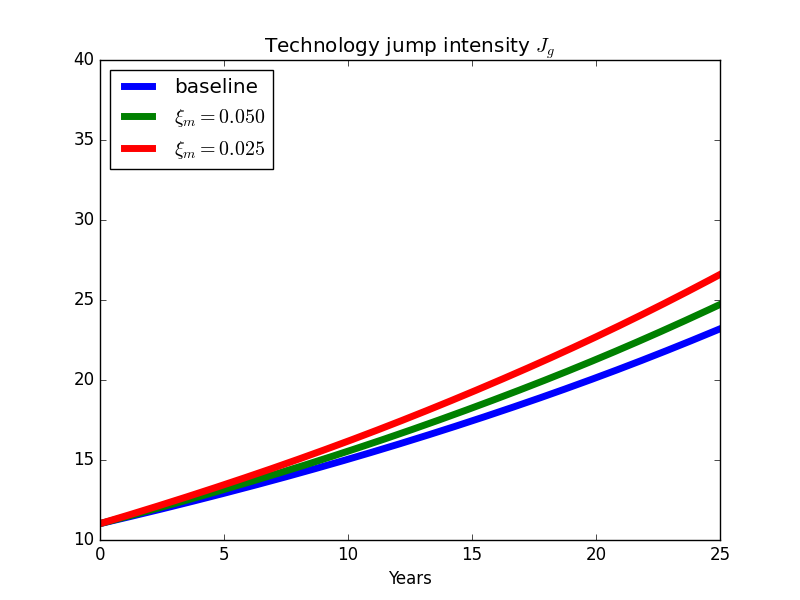 Technology jump intensity $J_g$
40
35
30
25
20
15
10
baseline
$\xi_m = 0.050$
$\xi_m = 0.025$
0 5 10 15 20 25
Years